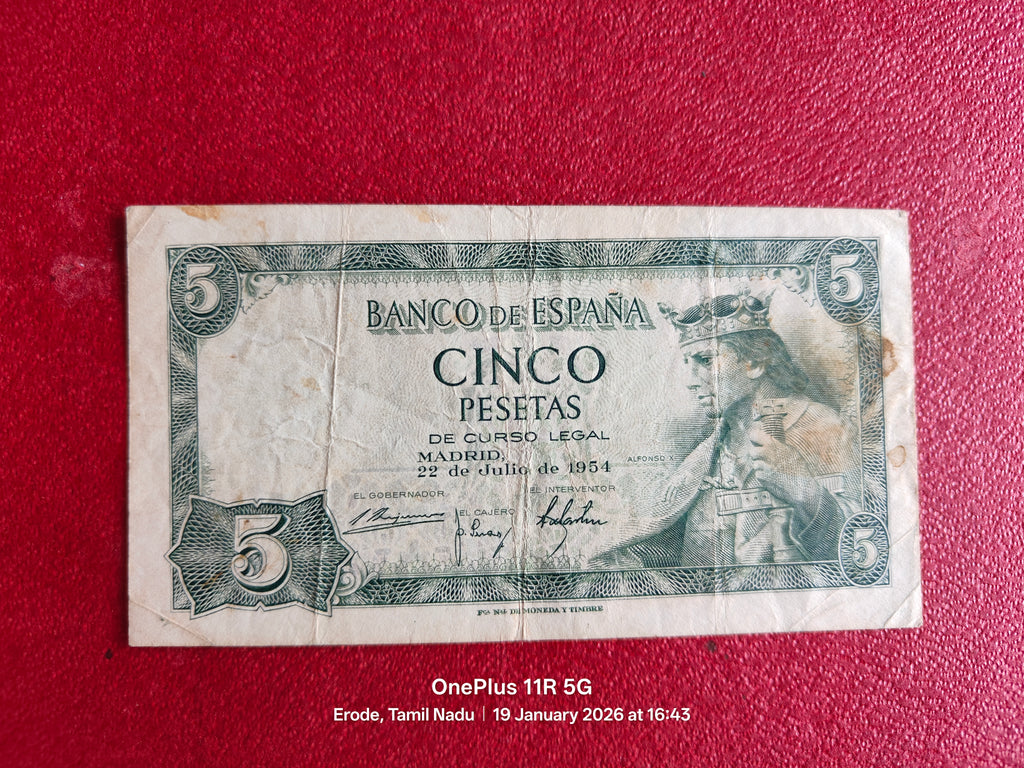 5
5
BANCO DE ESPAÑA
CINCO
PESETAS
DE CURSO LEGAL
ALFONSO X
MADRID,
22 de Julio de 1954
EL GOBERNADOR,
EL INTERVENTOR
EL CAJERO
5
5
Fca Nal DE MONEDA Y TIMBRE
OnePlus 11R 5G
Erode, Tamil Nadu | 19 January 2026 at 16:43